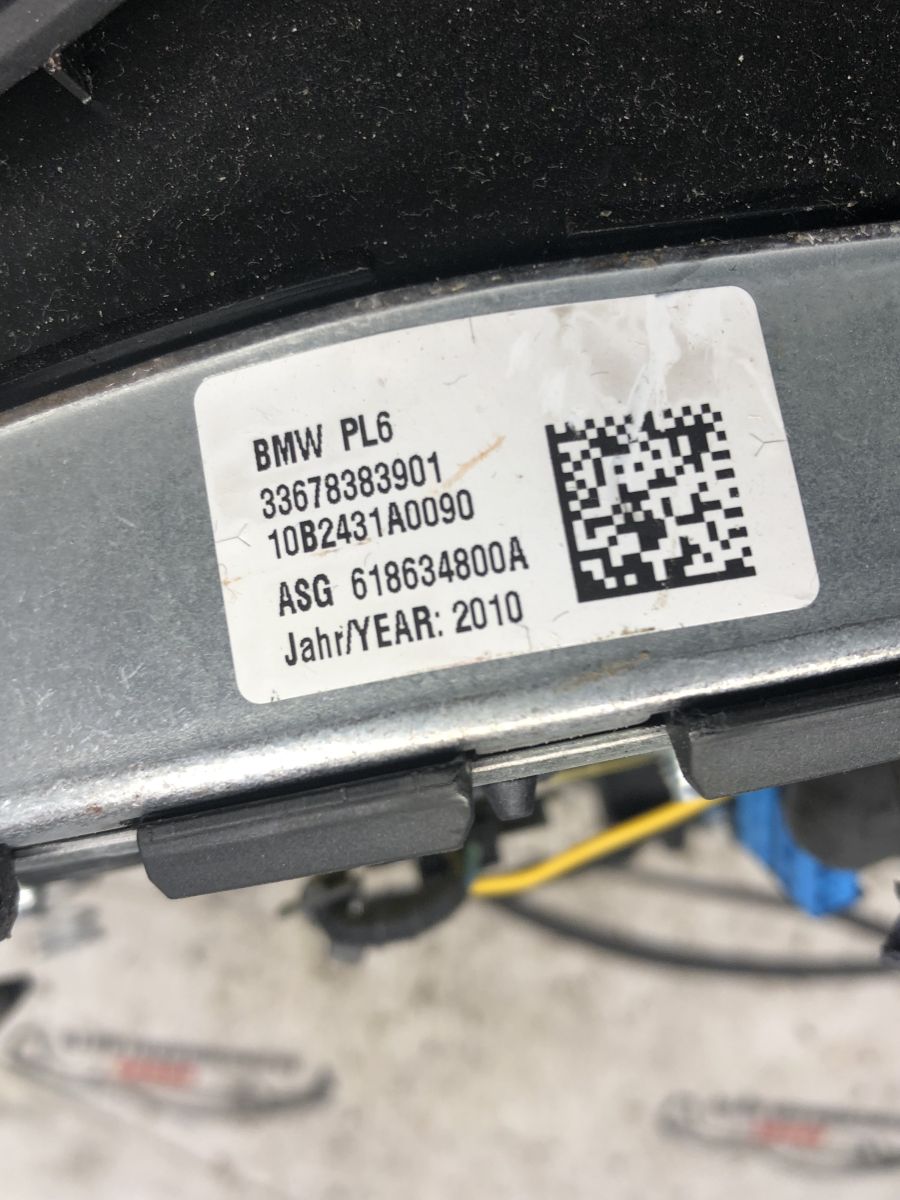 BMW PL6
33678383901
10B2431A0090
ASG 618634800A
Jahr/YEAR: 2010